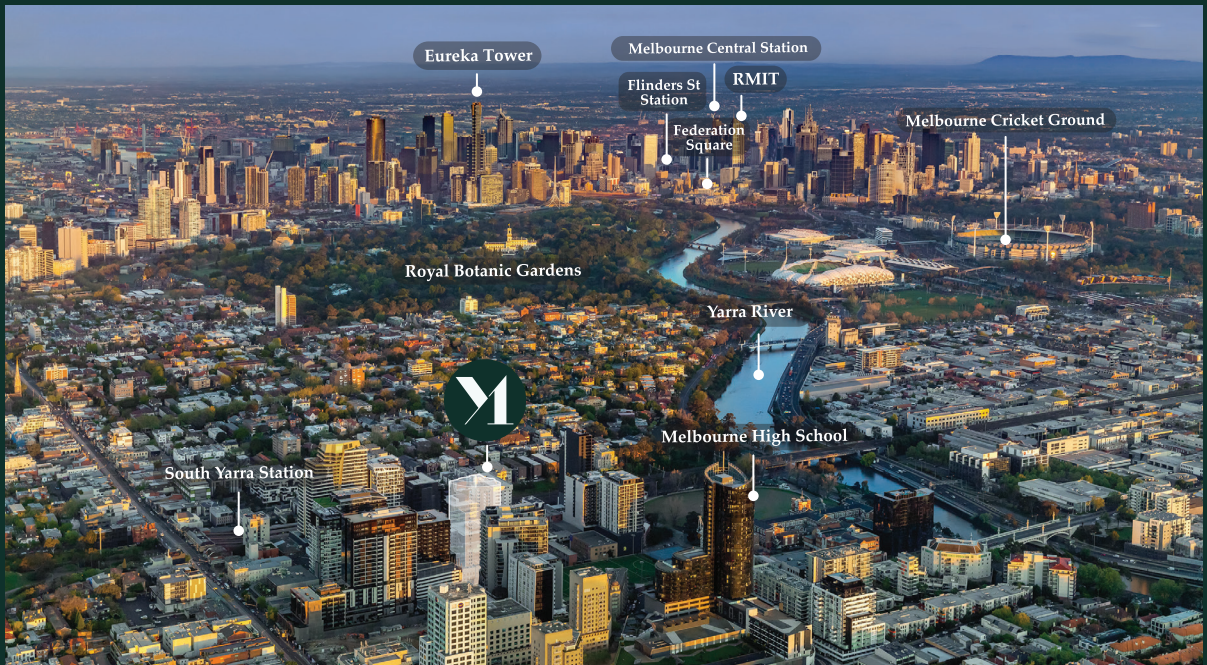 Eureka Tower
Melbourne Central Station
Flinders St
Station
RMIT
Federation
Square
Melbourne Cricket Ground
Royal Botanic Gardens
Yarra River
Melbourne High School
South Yarra Station